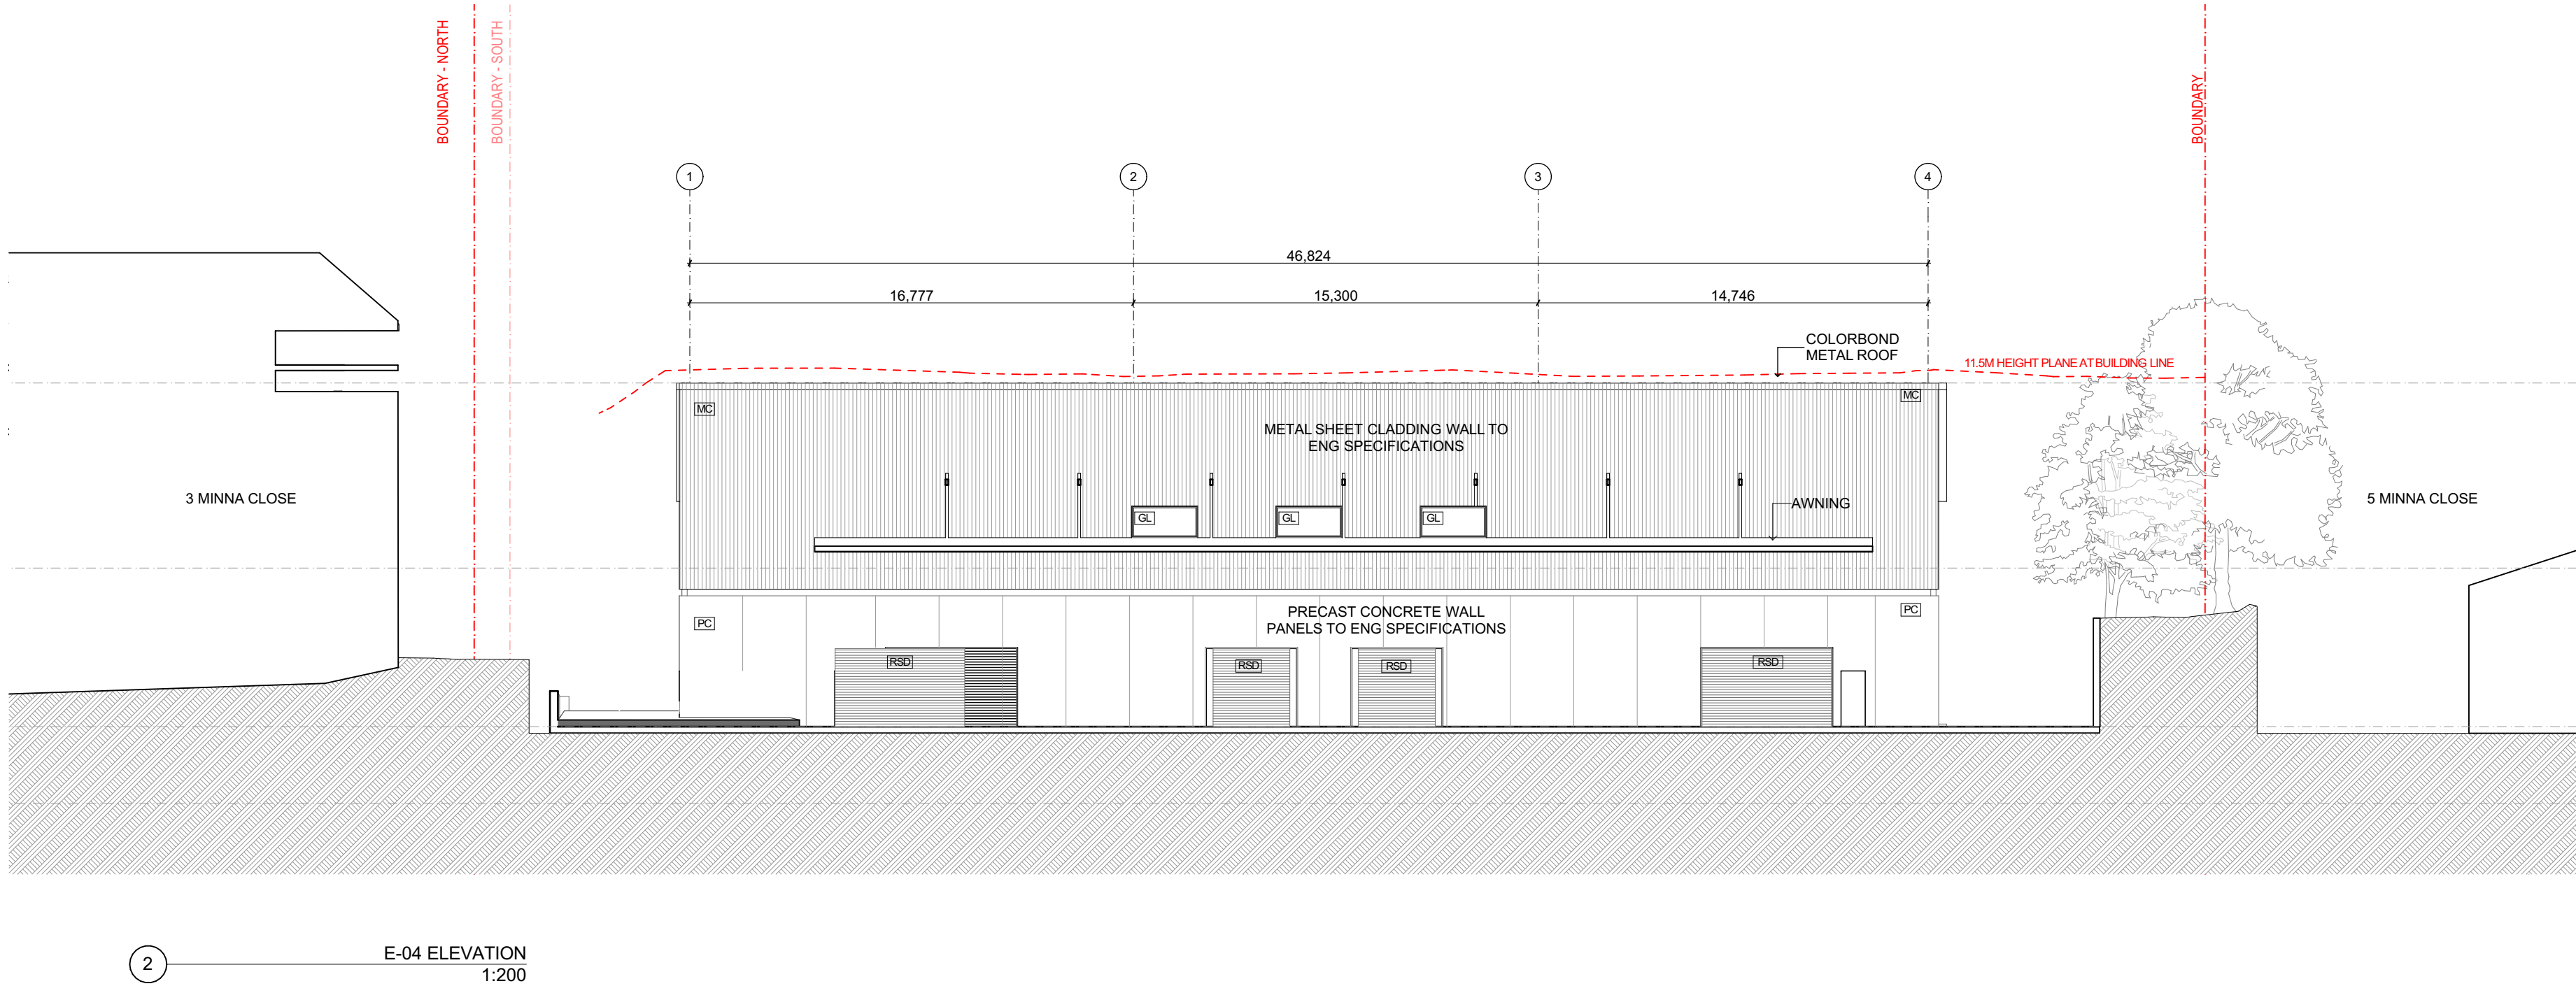 BOUNDARY - NORTH
BOUNDARY - SOUTH
BOUNDARY
1
2
3
4
46,824
16,777
15,300
14,746
COLORBOND
METAL ROOF
11.5M HEIGHT PLANE AT BUILDING LINE
MC
MC
METAL SHEET CLADDING WALL TO
ENG SPECIFICATIONS
3 MINNA CLOSE
AWNING
5 MINNA CLOSE
GL
GL
GL
PRECAST CONCRETE WALL
PANELS TO ENG SPECIFICATIONS
PC
PC
RSD
RSD
RSD
RSD
2
E-04 ELEVATION
1:200